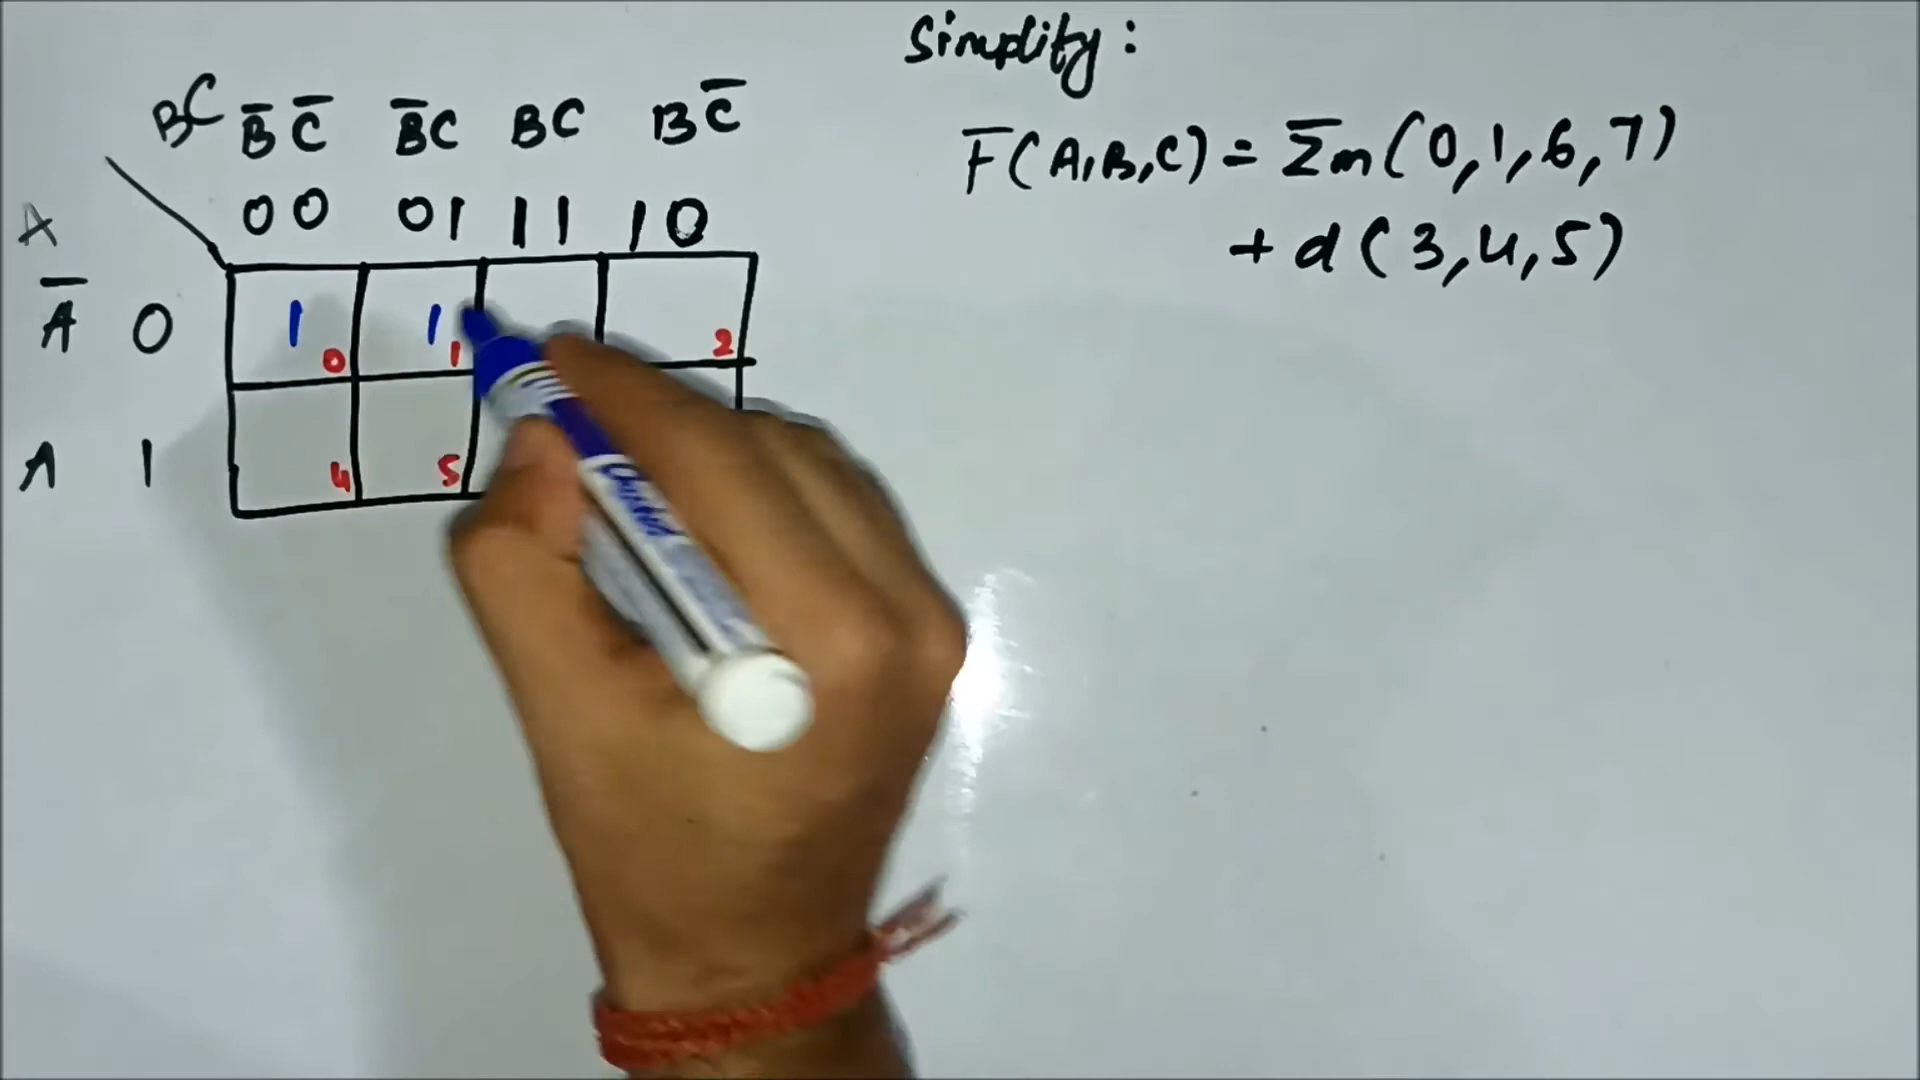 Simplify:
F(A,B,C) = Σm(0,1,6,7)
+ d(3,4,5)
BC B̅ C̅ B̅C BC BC̅
00 01 11 10
A
A̅ 0 1 0 1 1 2
A 1 4 5